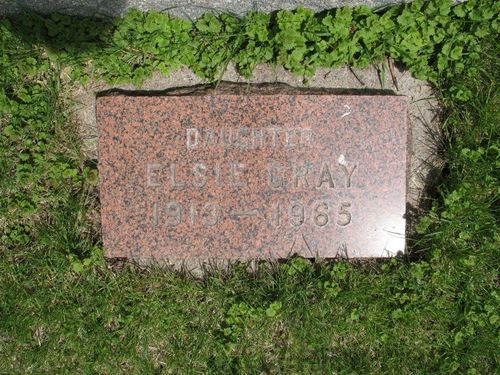 DAUGHTER
ELSIE GRAY
1913 — 1965